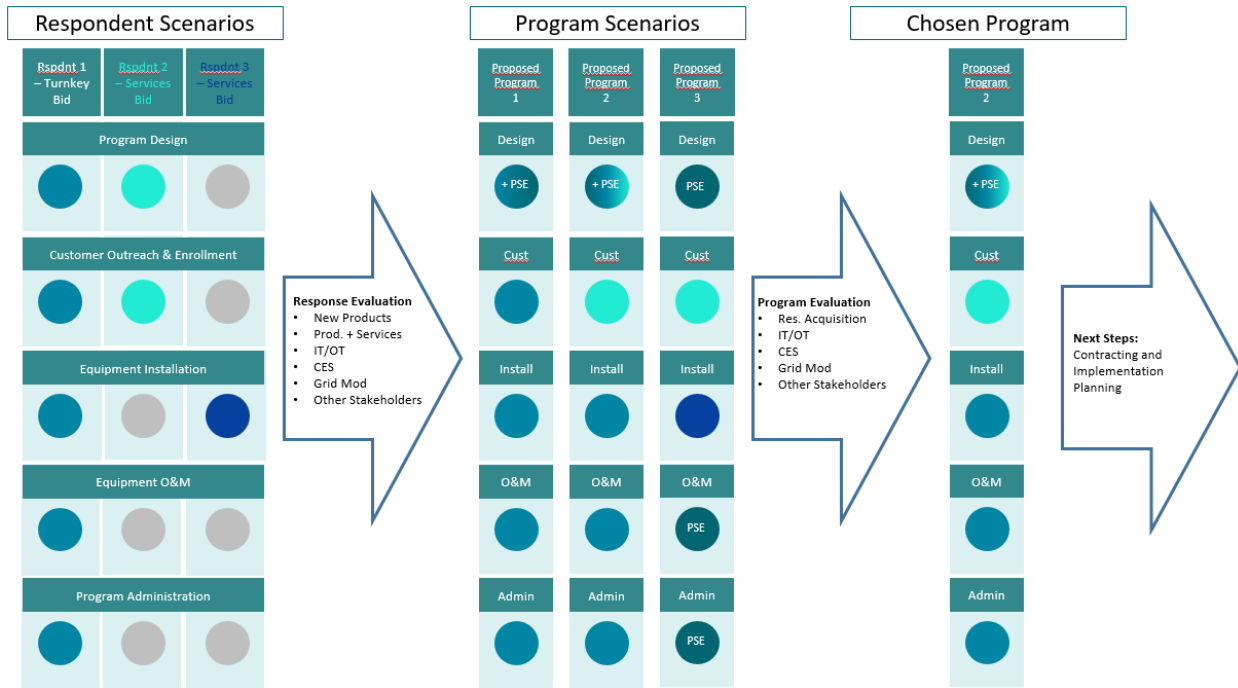 Respondent Scenarios
Rspdnt 1
– Turnkey
Bid
Rspdnt 2
– Services
Bid
Rspdnt 3
– Services
Bid
Program Design
Customer Outreach & Enrollment
Equipment Installation
Equipment O&M
Program Administration
Response Evaluation
• New Products
• Prod. + Services
• IT/OT
• CES
• Grid Mod
• Other Stakeholders
Program Scenarios
Proposed
Program
1
Proposed
Program
2
Proposed
Program
3
Design
Design
Design
+ PSE
+ PSE
PSE
Cust
Cust
Cust
Install
Install
Install
O&M
O&M
O&M
PSE
Admin
Admin
Admin
PSE
Program Evaluation
• Res. Acquisition
• IT/OT
• CES
• Grid Mod
• Other Stakeholders
Chosen Program
Proposed
Program
2
Design
+ PSE
Cust
Install
O&M
Admin
Next Steps:
Contracting and
Implementation
Planning